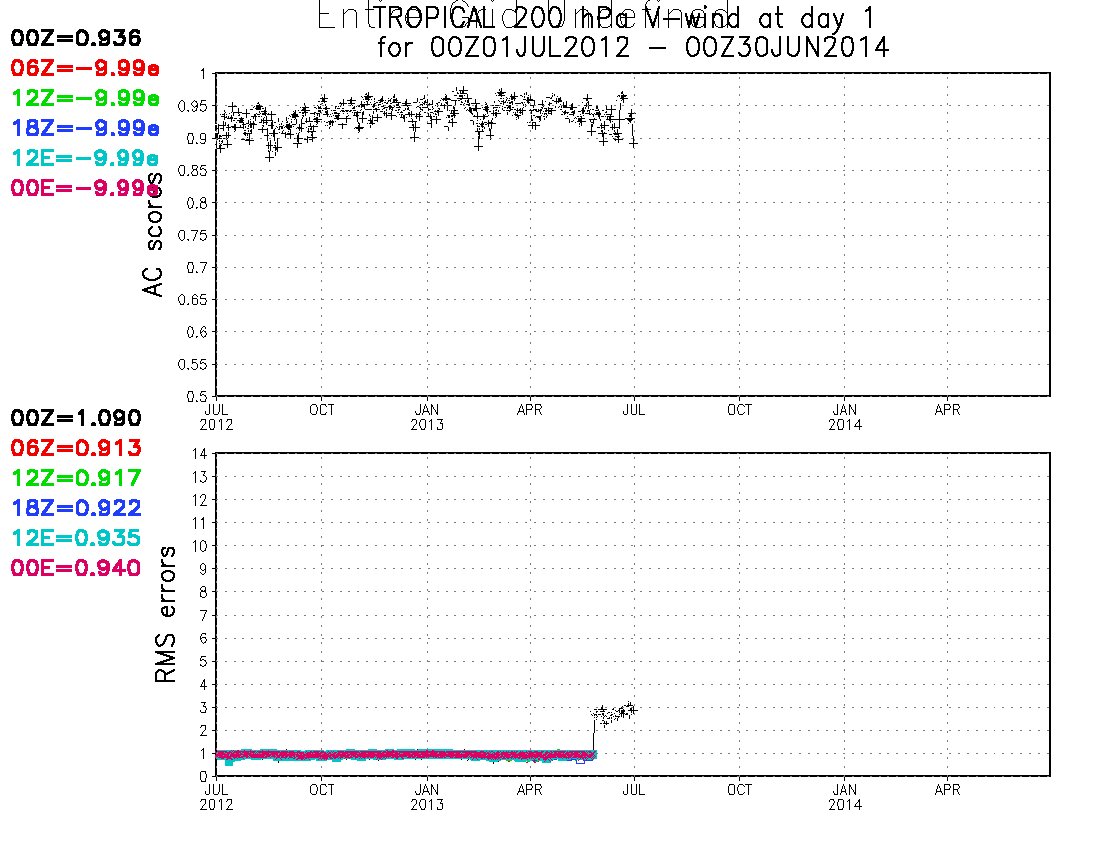 Entire Grid Undefined
TROPICAL 200 hPa V-wind at day 1
for 00Z01JUL2012 - 00Z30JUN2014
00Z=0.936
06Z=-9.99e
12Z=-9.99e
18Z=-9.99e
12E=-9.99e
00E=-9.99e
AC scores
1
0.95
0.9
0.85
0.8
0.75
0.7
0.65
0.6
0.55
0.5
JUL OCT JAN APR JUL OCT JAN APR
2012 2013 2014
00Z=1.090
06Z=0.913
12Z=0.917
18Z=0.922
12E=0.935
00E=0.940
RMS errors
14
13
12
11
10
9
8
7
6
5
4
3
2
1
0
JUL OCT JAN APR JUL OCT JAN APR
2012 2013 2014